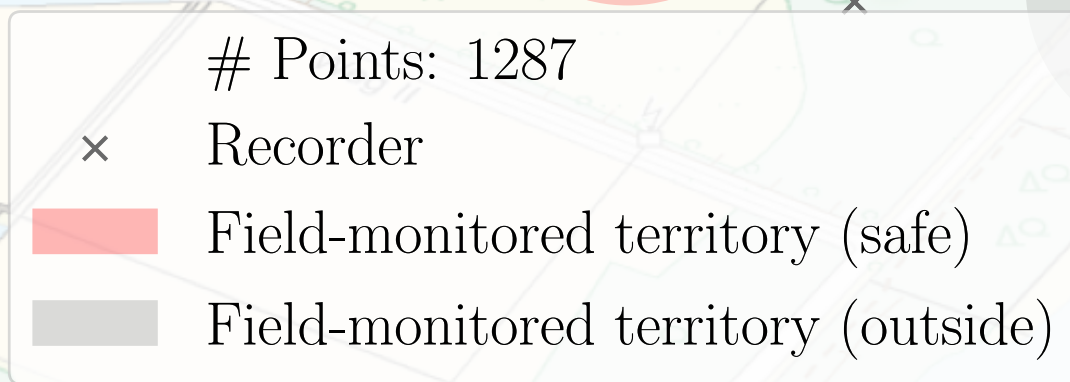 # Points: 1287
Recorder
Field-monitored territory (safe)
Field-monitored territory (outside)